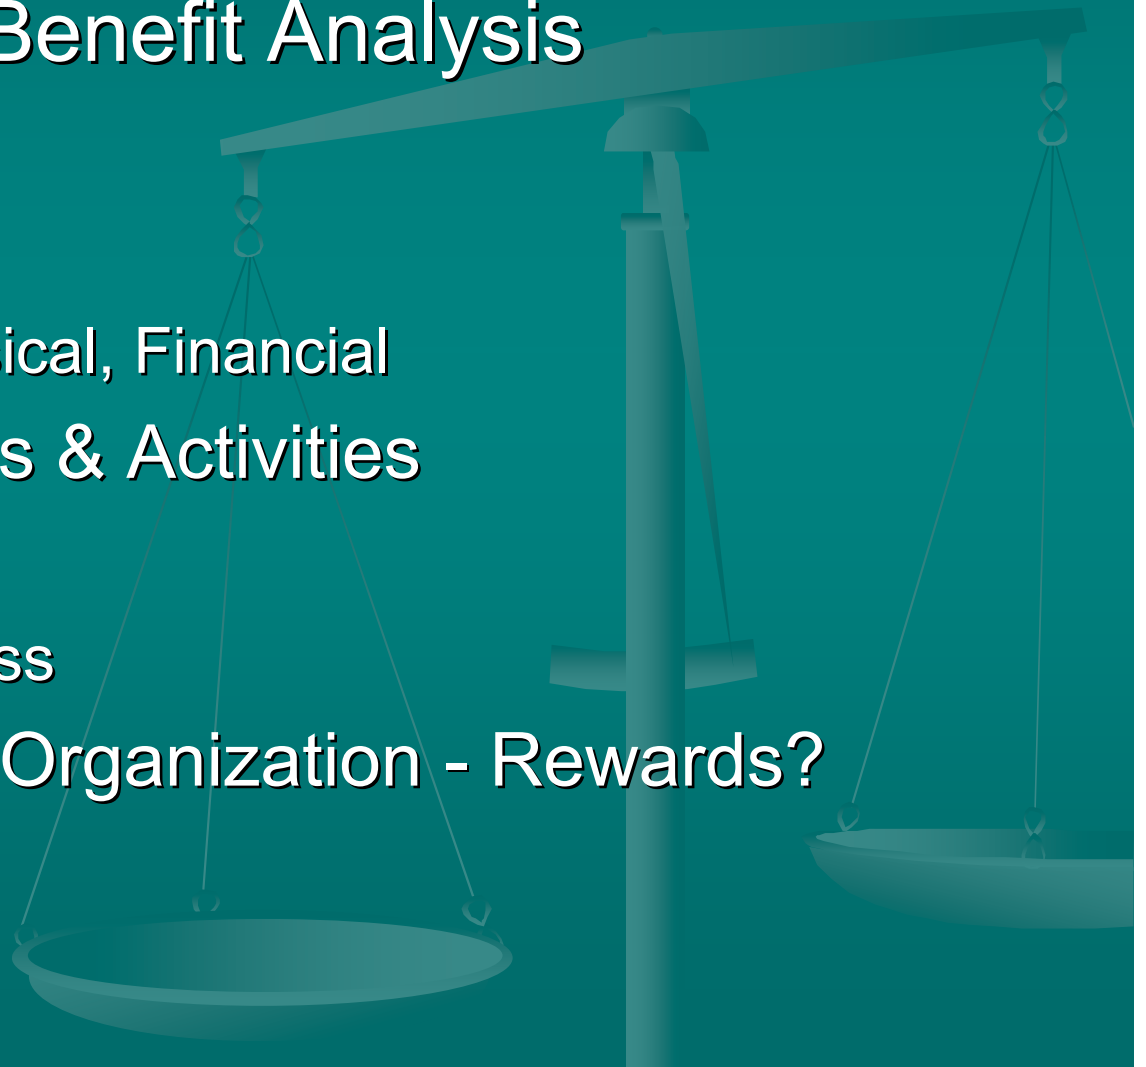 Benefit Analysis
ical, Financial
s & Activities
ss
Organization - Rewards?